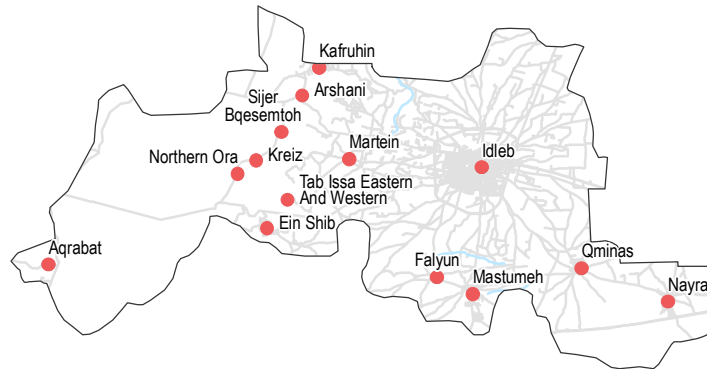 Kafruhin
Arshani
Sijer
Bqesemtoh
Martein
Idleb
Northern Ora
Kreiz
Tab Issa Eastern
And Western
Ein Shib
Aqrabat
Falyun
Mastumeh
Qminas
Nayra